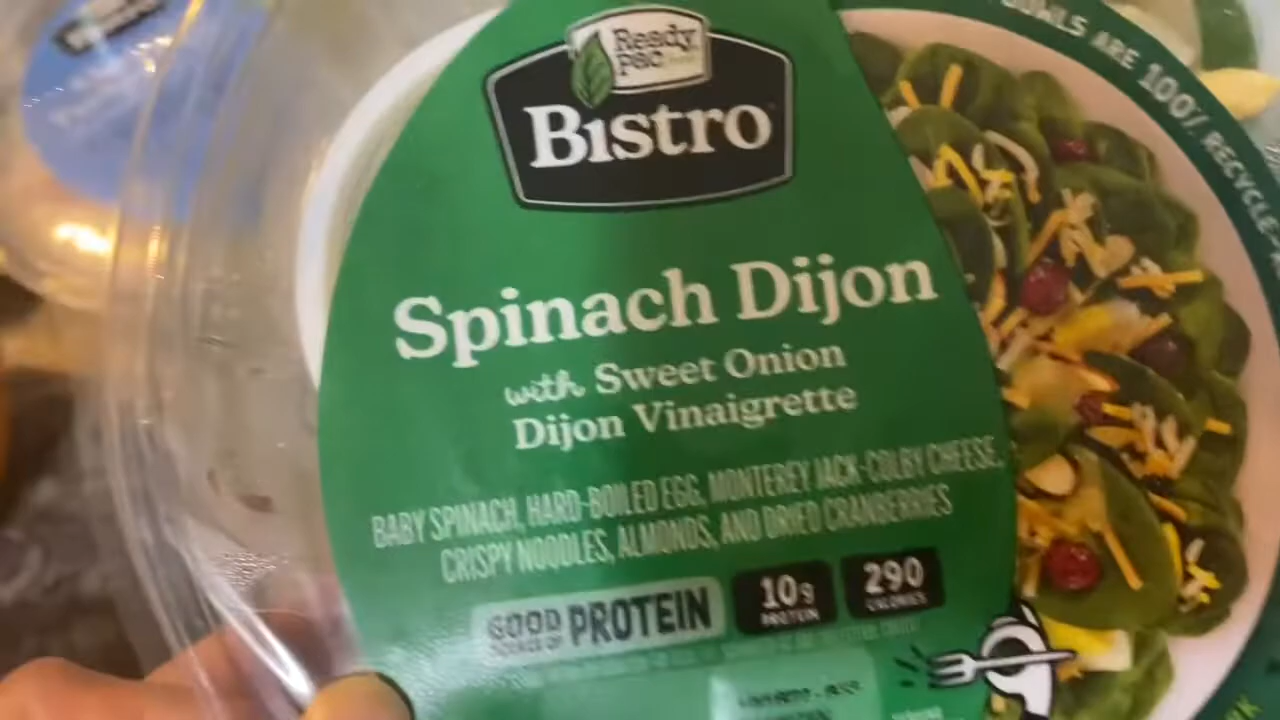 BOWLS ARE 100% RECYCLE-
Ready
PAC
Bistro
Spinach Dijon
with Sweet Onion
Dijon Vinaigrette
BABY SPINACH, HARD-BOILED EGG, MONTEREY JACK-COLBY CHEESE,
CRISPY NOODLES, ALMONDS, AND DRIED CRANBERRIES
GOOD SOURCE OF PROTEIN
10g PROTEIN
290 CALORIES